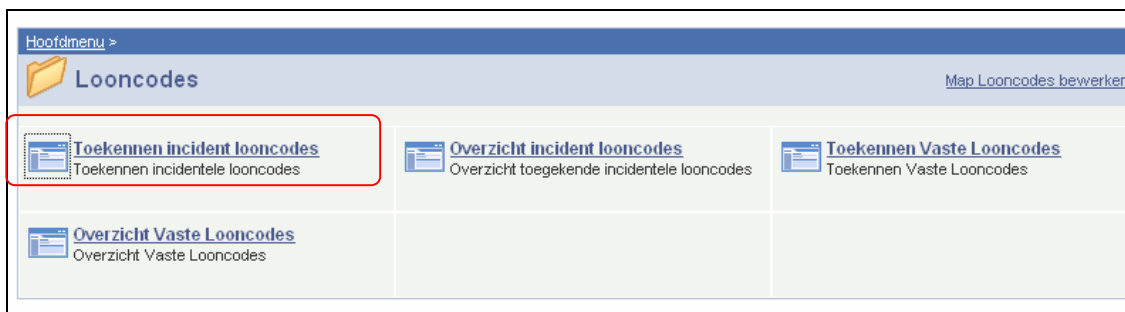 Hoofdmenu >
Looncodes
Map Looncodes bewerken
Toekennen incident looncodes
Toekennen incidentele looncodes
Overzicht incident looncodes
Overzicht toegekende incidentele looncodes
Toekennen Vaste Looncodes
Toekennen Vaste Looncodes
Overzicht Vaste Looncodes
Overzicht Vaste Looncodes